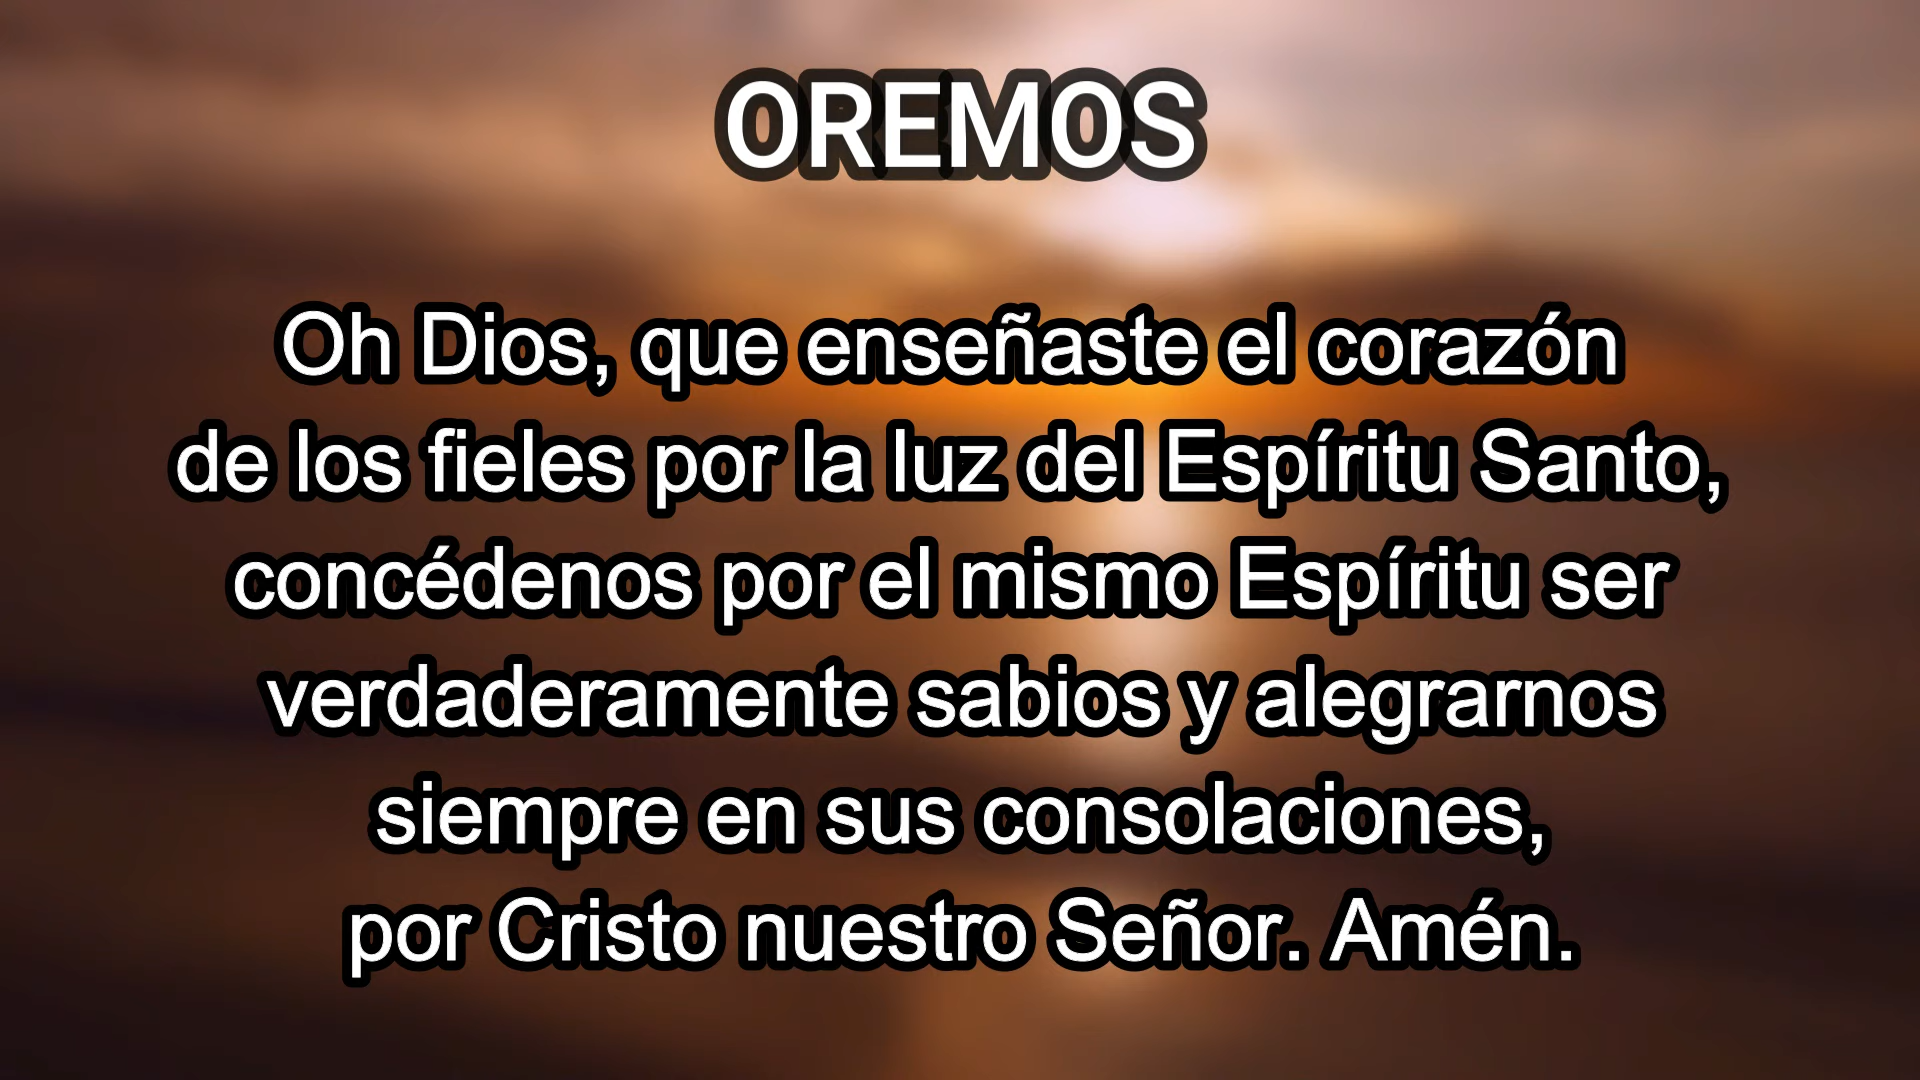 OREMOS
Oh Dios, que enseñaste el corazón
de los fieles por la luz del Espíritu Santo,
concédenos por el mismo Espíritu ser
verdaderamente sabios y alegrarnos
siempre en sus consolaciones,
por Cristo nuestro Señor. Amén.